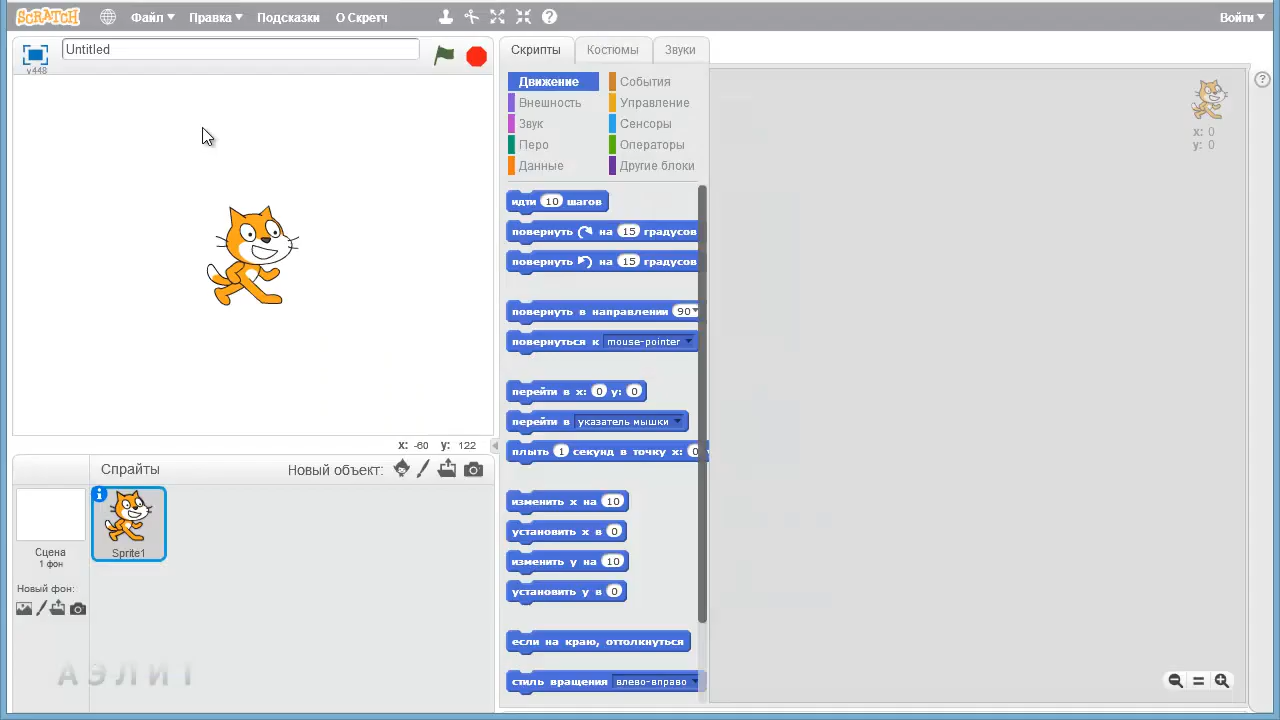 SCRATCH
Файл
Правка
Подсказки
О Скретч
Войти
v448
Untitled
Скрипты
Костюмы
Звуки
Движение
События
Внешность
Управление
Звук
Сенсоры
Перо
Операторы
Данные
Другие блоки
идти 10 шагов
повернуть на 15 градусов
повернуть на 15 градусов
повернуть в направлении 90
повернуться к mouse-pointer
перейти в x: 0 y: 0
перейти в указатель мышки
плыть 1 секунд в точку x: 0
изменить x на 10
установить x в 0
изменить y на 10
установить y в 0
если на краю, оттолкнуться
стиль вращения влево-вправо
x: 0
y: 0
x: -60 y: 122
Спрайты
Новый объект:
Сцена
1 фон
Новый фон:
Sprite1
АЭЛИТ